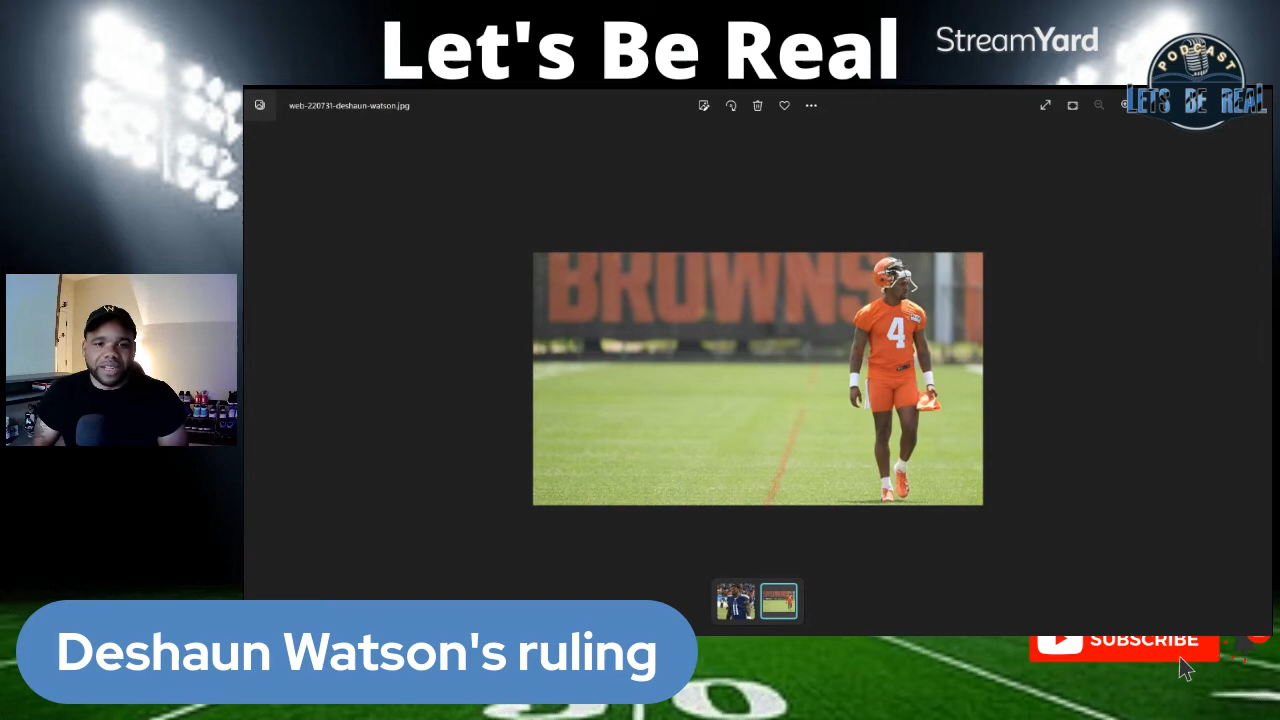 Let's Be Real
StreamYard
PODCAST
LETS BE REAL
web-220731-deshaun-watson.jpg
BROWNS
4
SUBSCRIBE
Deshaun Watson's ruling
50